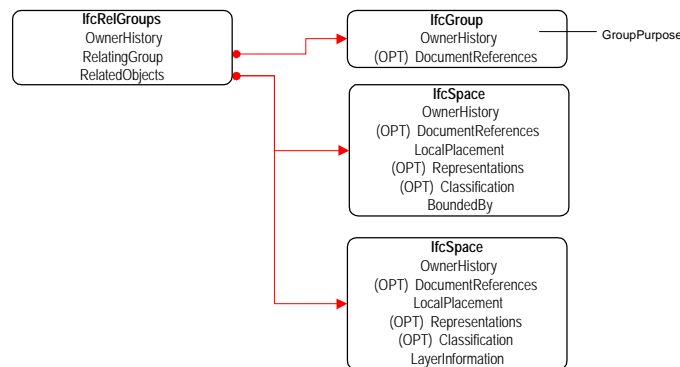 IfcRelGroups
OwnerHistory
RelatingGroup
RelatedObjects
IfcGroup
OwnerHistory
(OPT) DocumentReferences
GroupPurpose
IfcSpace
OwnerHistory
(OPT) DocumentReferences
LocalPlacement
(OPT) Representations
(OPT) Classification
BoundedBy
IfcSpace
OwnerHistory
(OPT) DocumentReferences
LocalPlacement
(OPT) Representations
(OPT) Classification
LayerInformation